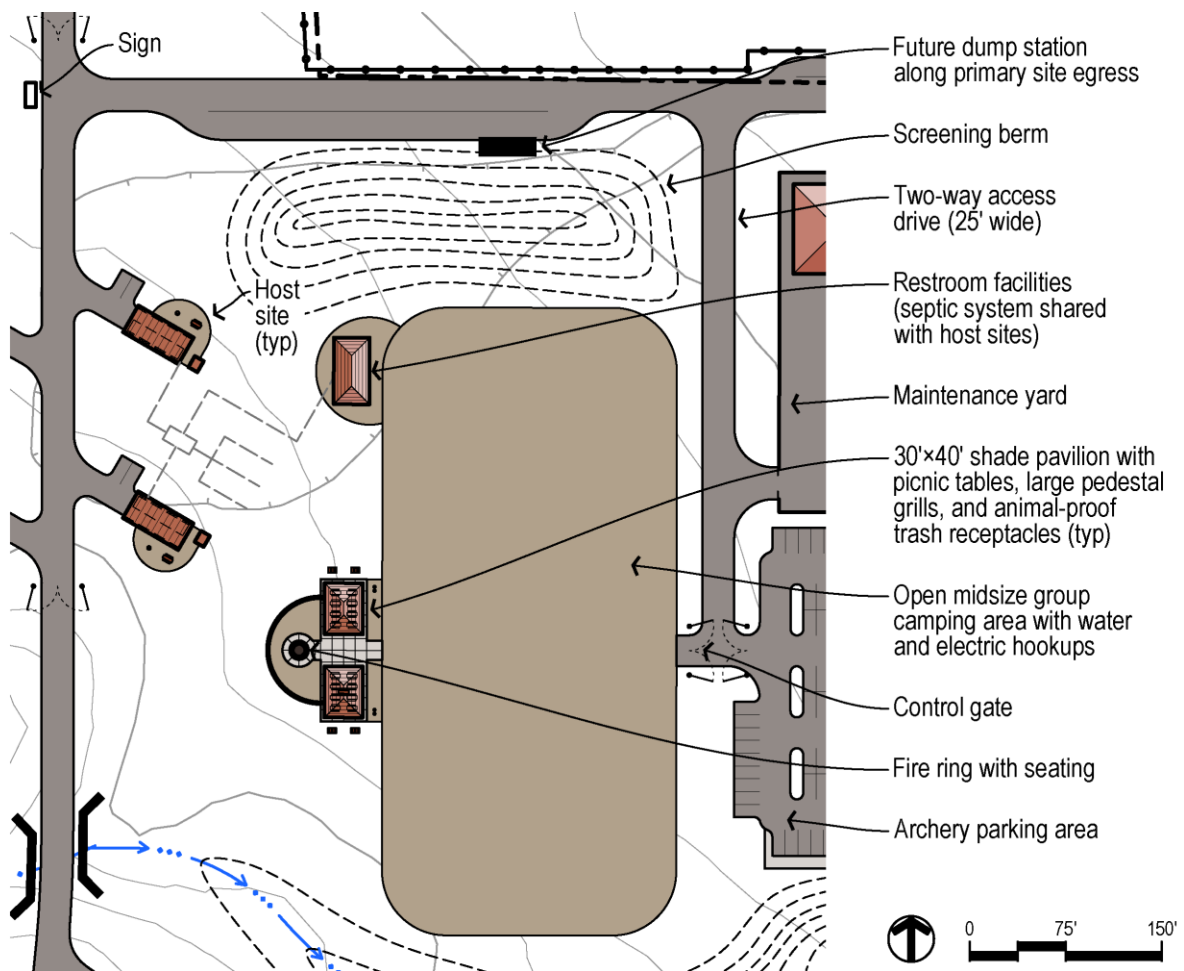 Sign
Future dump station
along primary site egress
Screening berm
Two-way access
drive (25' wide)
Host
site
(typ)
Restroom facilities
(septic system shared
with host sites)
Maintenance yard
30'×40' shade pavilion with
picnic tables, large pedestal
grills, and animal-proof
trash receptacles (typ)
Open midsize group
camping area with water
and electric hookups
Control gate
Fire ring with seating
Archery parking area
0 75' 150'